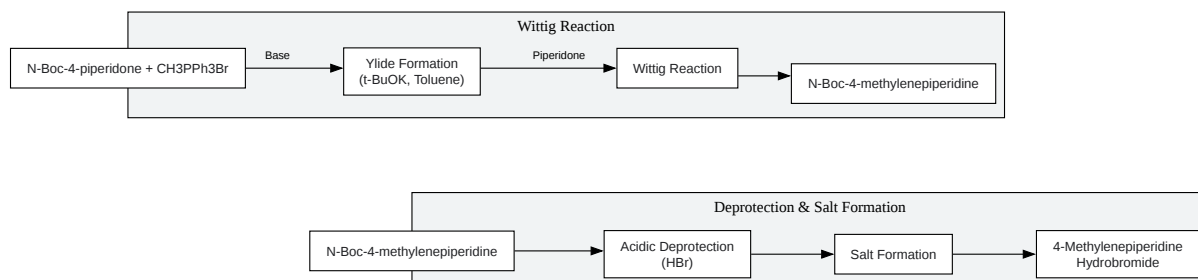 Wittig Reaction
N-Boc-4-piperidone + CH3PPh3Br
Base
Ylide Formation
(t-BuOK, Toluene)
Piperidone
Wittig Reaction
N-Boc-4-methylenepiperidine
Deprotection & Salt Formation
N-Boc-4-methylenepiperidine
Acidic Deprotection
(HBr)
Salt Formation
4-Methylenepiperidine
Hydrobromide